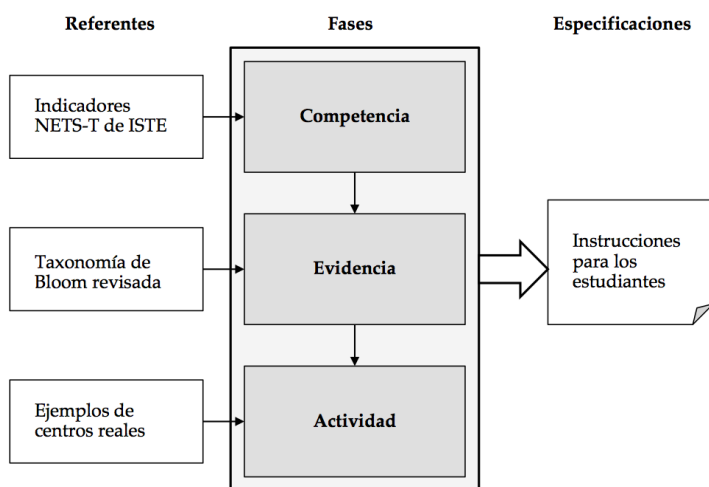 Referentes
Fases
Especificaciones
Indicadores
NETS-T de ISTE
Competencia
Taxonomía de
Bloom revisada
Evidencia
Instrucciones
para los
estudiantes
Ejemplos de
centros reales
Actividad